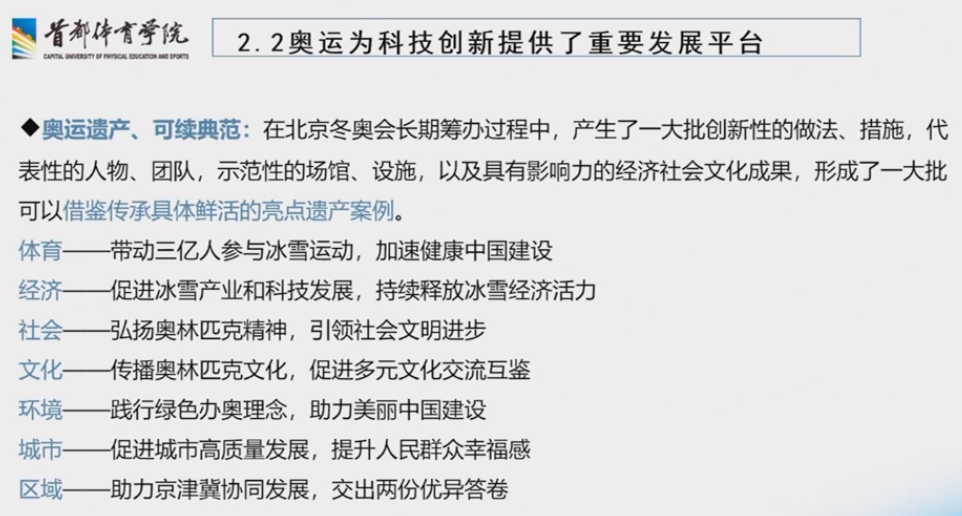 首都体育学院
CAPITAL UNIVERSITY OF PHYSICAL EDUCATION AND SPORTS
2.2奥运为科技创新提供了重要发展平台
◆奥运遗产、可续典范：在北京冬奥会长期筹办过程中，产生了一大批创新性的做法、措施，代
表性的人物、团队，示范性的场馆、设施，以及具有影响力的经济社会文化成果，形成了一大批
可以借鉴传承具体鲜活的亮点遗产案例。
体育——带动三亿人参与冰雪运动，加速健康中国建设
经济——促进冰雪产业和科技发展，持续释放冰雪经济活力
社会——弘扬奥林匹克精神，引领社会文明进步
文化——传播奥林匹克文化，促进多元文化交流互鉴
环境——践行绿色办奥理念，助力美丽中国建设
城市——促进城市高质量发展，提升人民群众幸福感
区域——助力京津冀协同发展，交出两份优异答卷